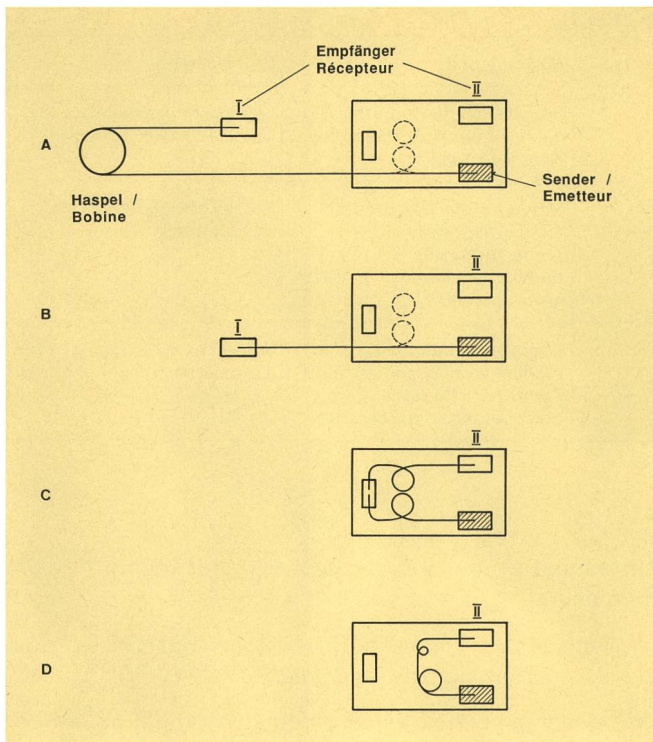 Empfänger
Récepteur
I
II
A
Haspel /
Bobine
Sender /
Emetteur
II
B
I
II
C
II
D